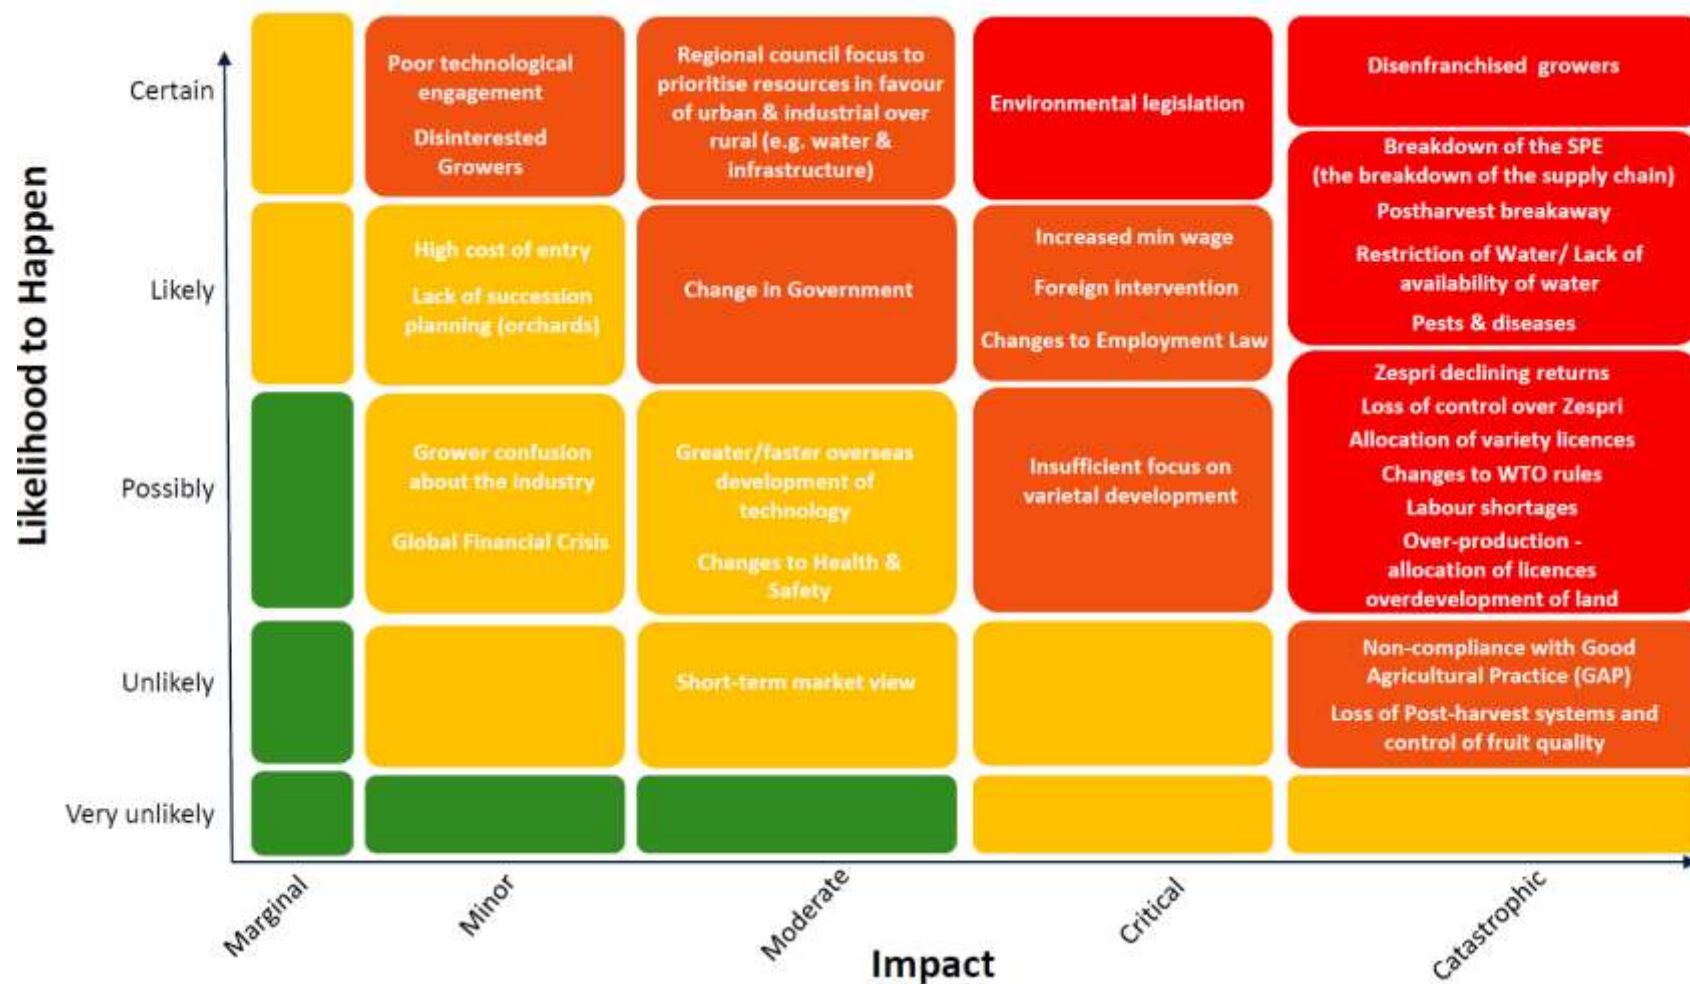 Likelihood to Happen
Certain
Poor technological
engagement
Disinterested
Growers
Regional council focus to
prioritise resources in favour
of urban & industrial over
rural (e.g. water &
infrastructure)
Environmental legislation
Disenfranchised growers
Likely
High cost of entry
Lack of succession
planning (orchards)
Change in Government
Increased min wage
Foreign intervention
Changes to Employment Law
Breakdown of the SPE
(the breakdown of the supply chain)
Postharvest breakaway
Restriction of Water/ Lack of
availability of water
Pests & diseases
Possibly
Grower confusion
about the industry
Global Financial Crisis
Greater/faster overseas
development of
technology
Changes to Health &
Safety
Insufficient focus on
varietal development
Zespri declining returns
Loss of control over Zespri
Allocation of variety licences
Changes to WTO rules
Labour shortages
Over-production -
allocation of licences
overdevelopment of land
Unlikely
Short-term market view
Non-compliance with Good
Agricultural Practice (GAP)
Loss of Post-harvest systems and
control of fruit quality
Very unlikely
Marginal
Minor
Moderate
Critical
Catastrophic
Impact